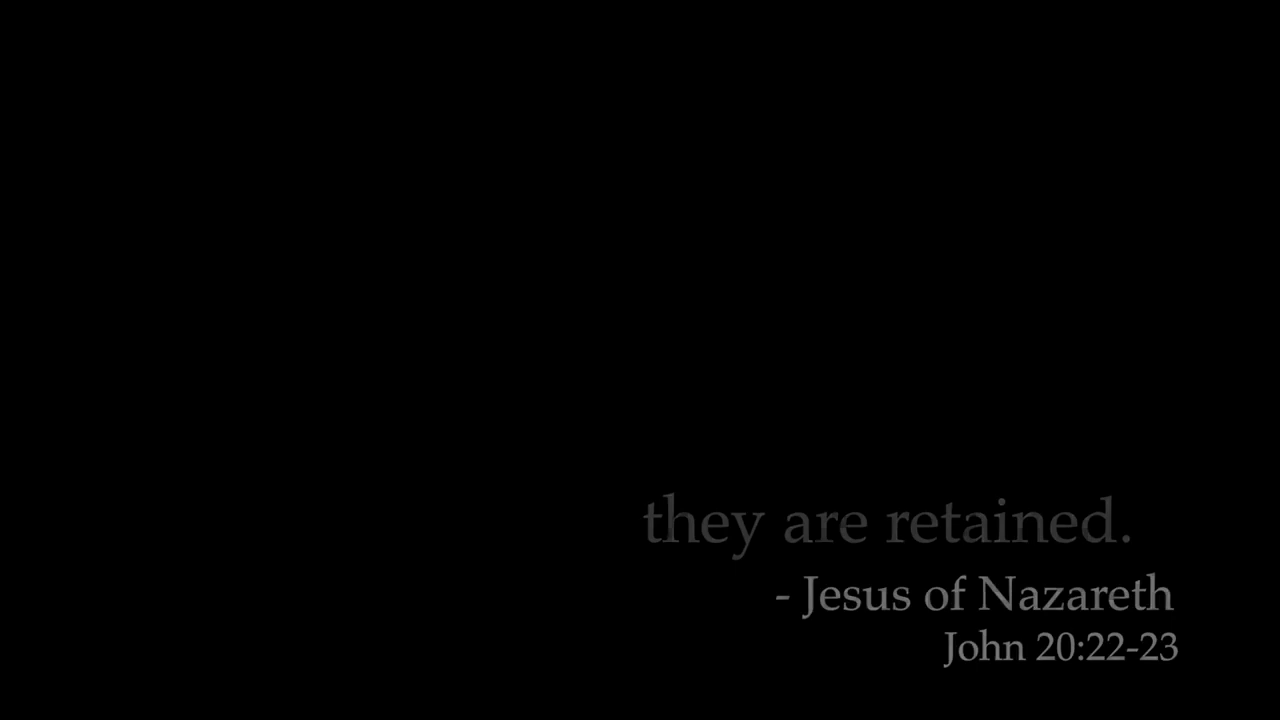 they are retained.
- Jesus of Nazareth
John 20:22-23